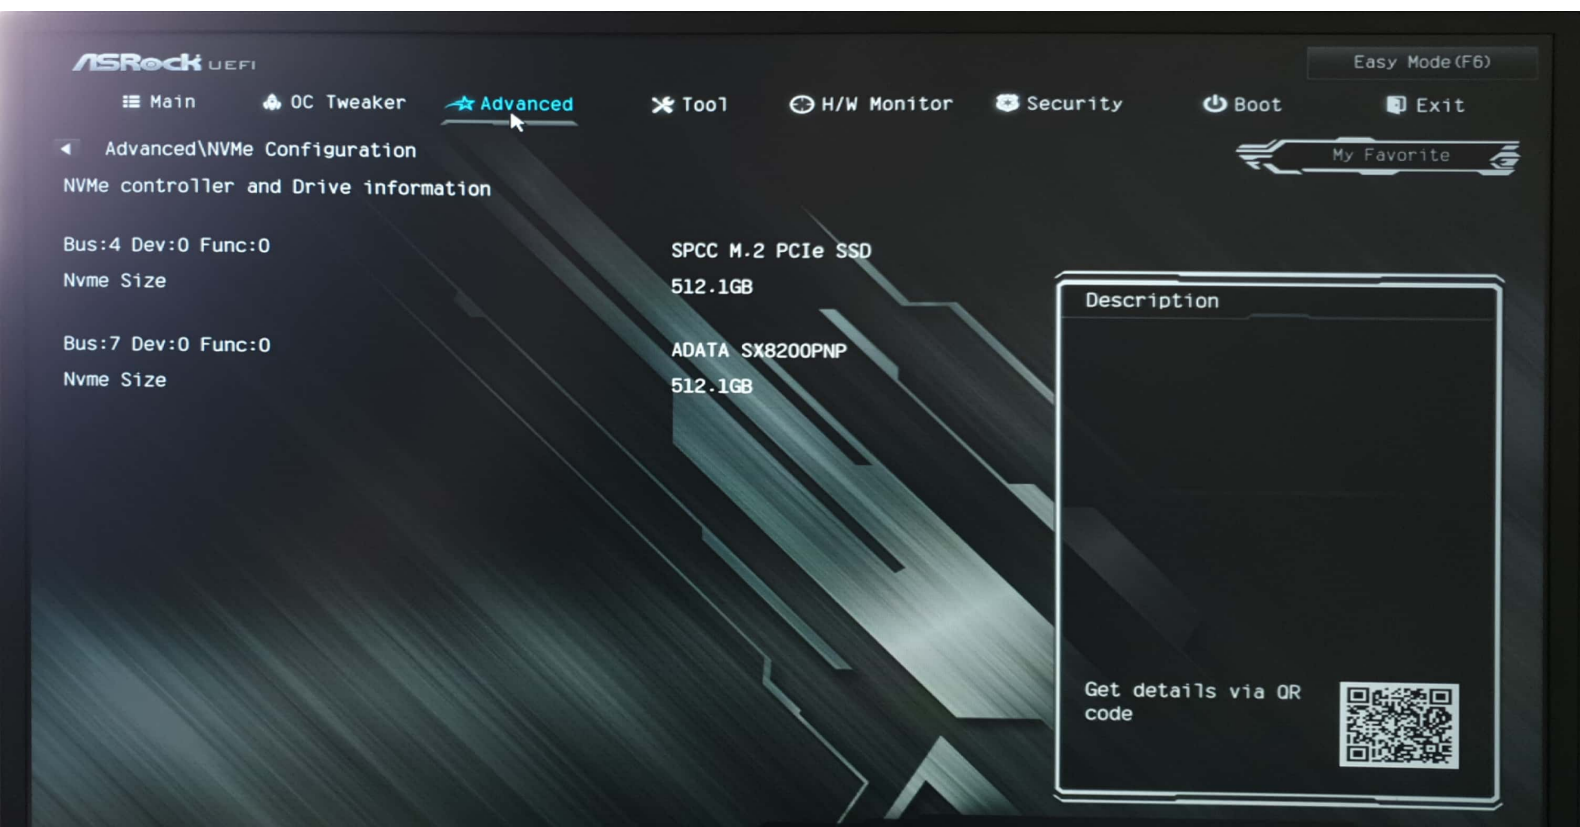 ASRock UEFI
Easy Mode(F6)
Main OC Tweaker Advanced Tool H/W Monitor Security Boot Exit
Advanced\NVMe Configuration
My Favorite
NVMe controller and Drive information
Bus:4 Dev:0 Func:0 SPCC M.2 PCIe SSD
Nvme Size 512.1GB
Description
Bus:7 Dev:0 Func:0 ADATA SX8200PNP
Nvme Size 512.1GB
Get details via QR
code